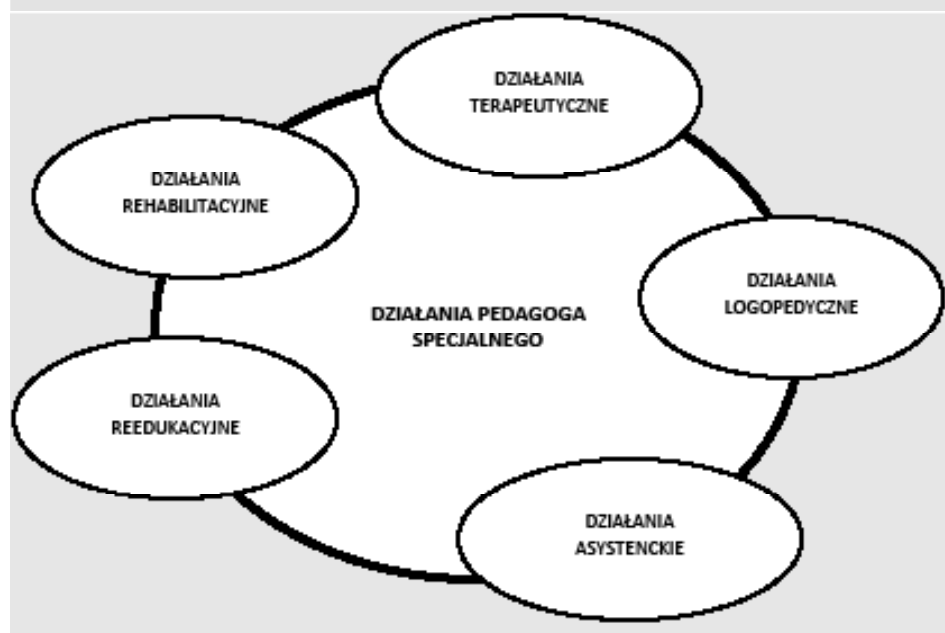 DZIAŁANIA
TERAPEUTYCZNE
DZIAŁANIA
REHABILITACYJNE
DZIAŁANIA
LOGOPEDYCZNE
DZIAŁANIA PEDAGOGA
SPECJALNEGO
DZIAŁANIA
REEDUKACYJNE
DZIAŁANIA
ASYSTENCKIE